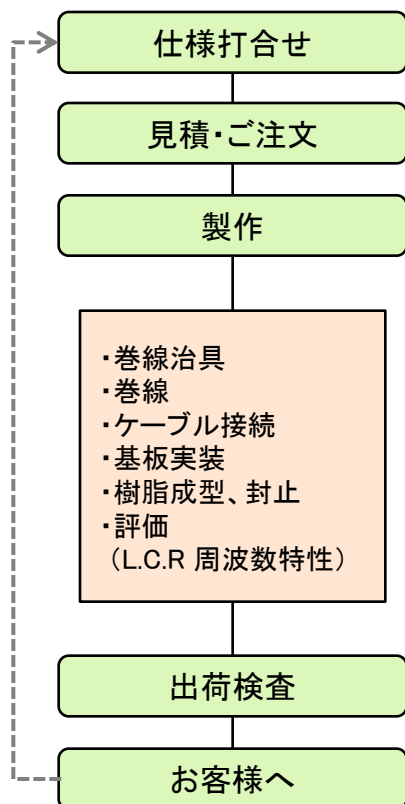 仕様打合せ
見積・ご注文
製作
・巻線治具
・巻線
・ケーブル接続
・基板実装
・樹脂成型、封止
・評価
（L.C.R 周波数特性）
出荷検査
お客様へ